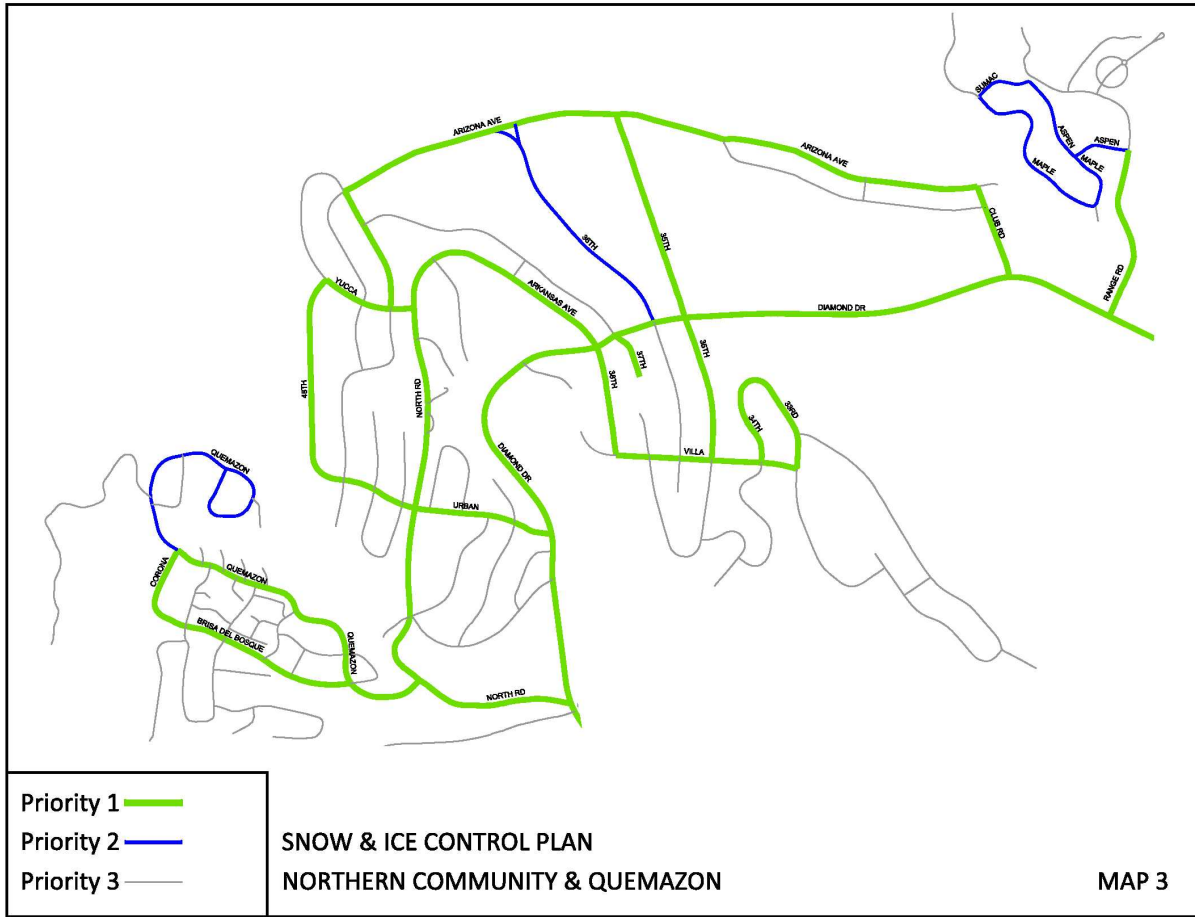 SUMAC
ARIZONA AVE
ASPEN
ASPEN
ARIZONA AVE
MAPLE
MAPLE
36TH
35TH
CLUB RD
YUCCA
ARKANSAS AVE
RANGE RD
DIAMOND DR
37TH
35TH
38TH
48TH
NORTH RD
33RD
34TH
VILLA
QUEMAZON
DIAMOND DR
URBAN
CORONA
QUEMAZON
BRISA DEL BOSQUE
QUEMAZON
NORTH RD
Priority 1
Priority 2
Priority 3
SNOW & ICE CONTROL PLAN
NORTHERN COMMUNITY & QUEMAZON
MAP 3